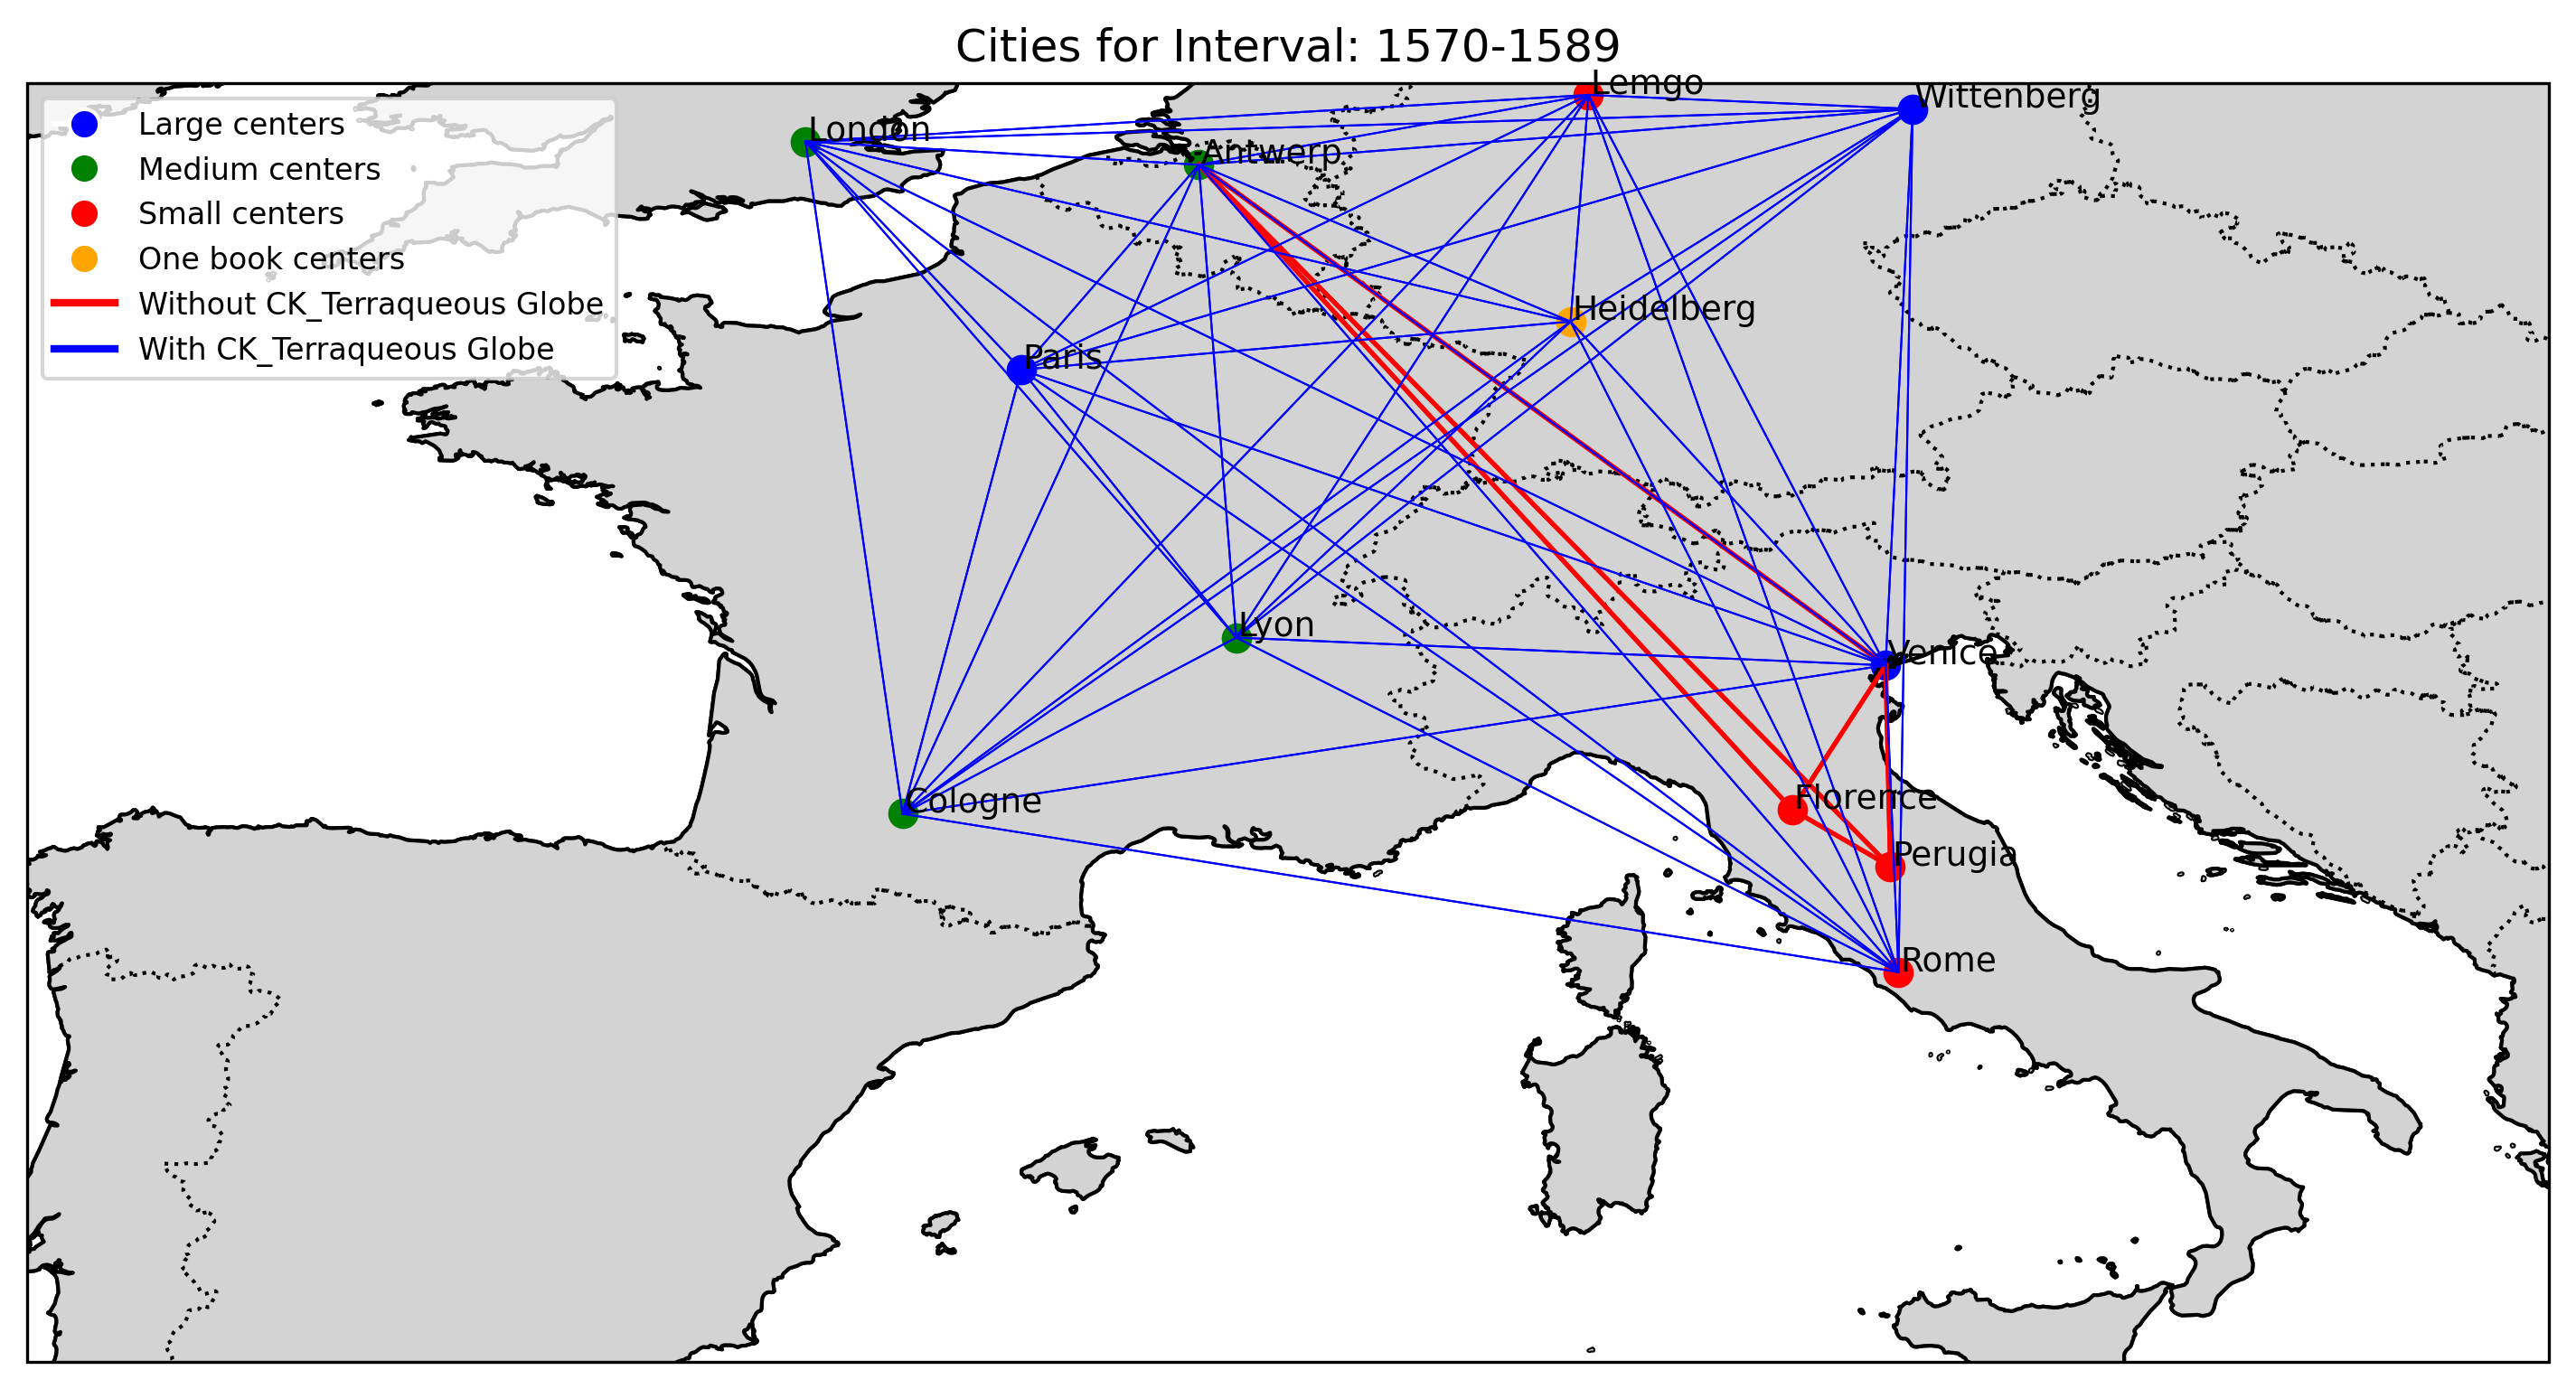 Cities for Interval: 1570-1589
Large centers
Medium centers
Small centers
One book centers
Without CK_Terraqueous Globe
With CK_Terraqueous Globe
Lemgo
Wittenberg
London
Antwerp
Heidelberg
Paris
Lyon
Venice
Cologne
Florence
Perugia
Rome